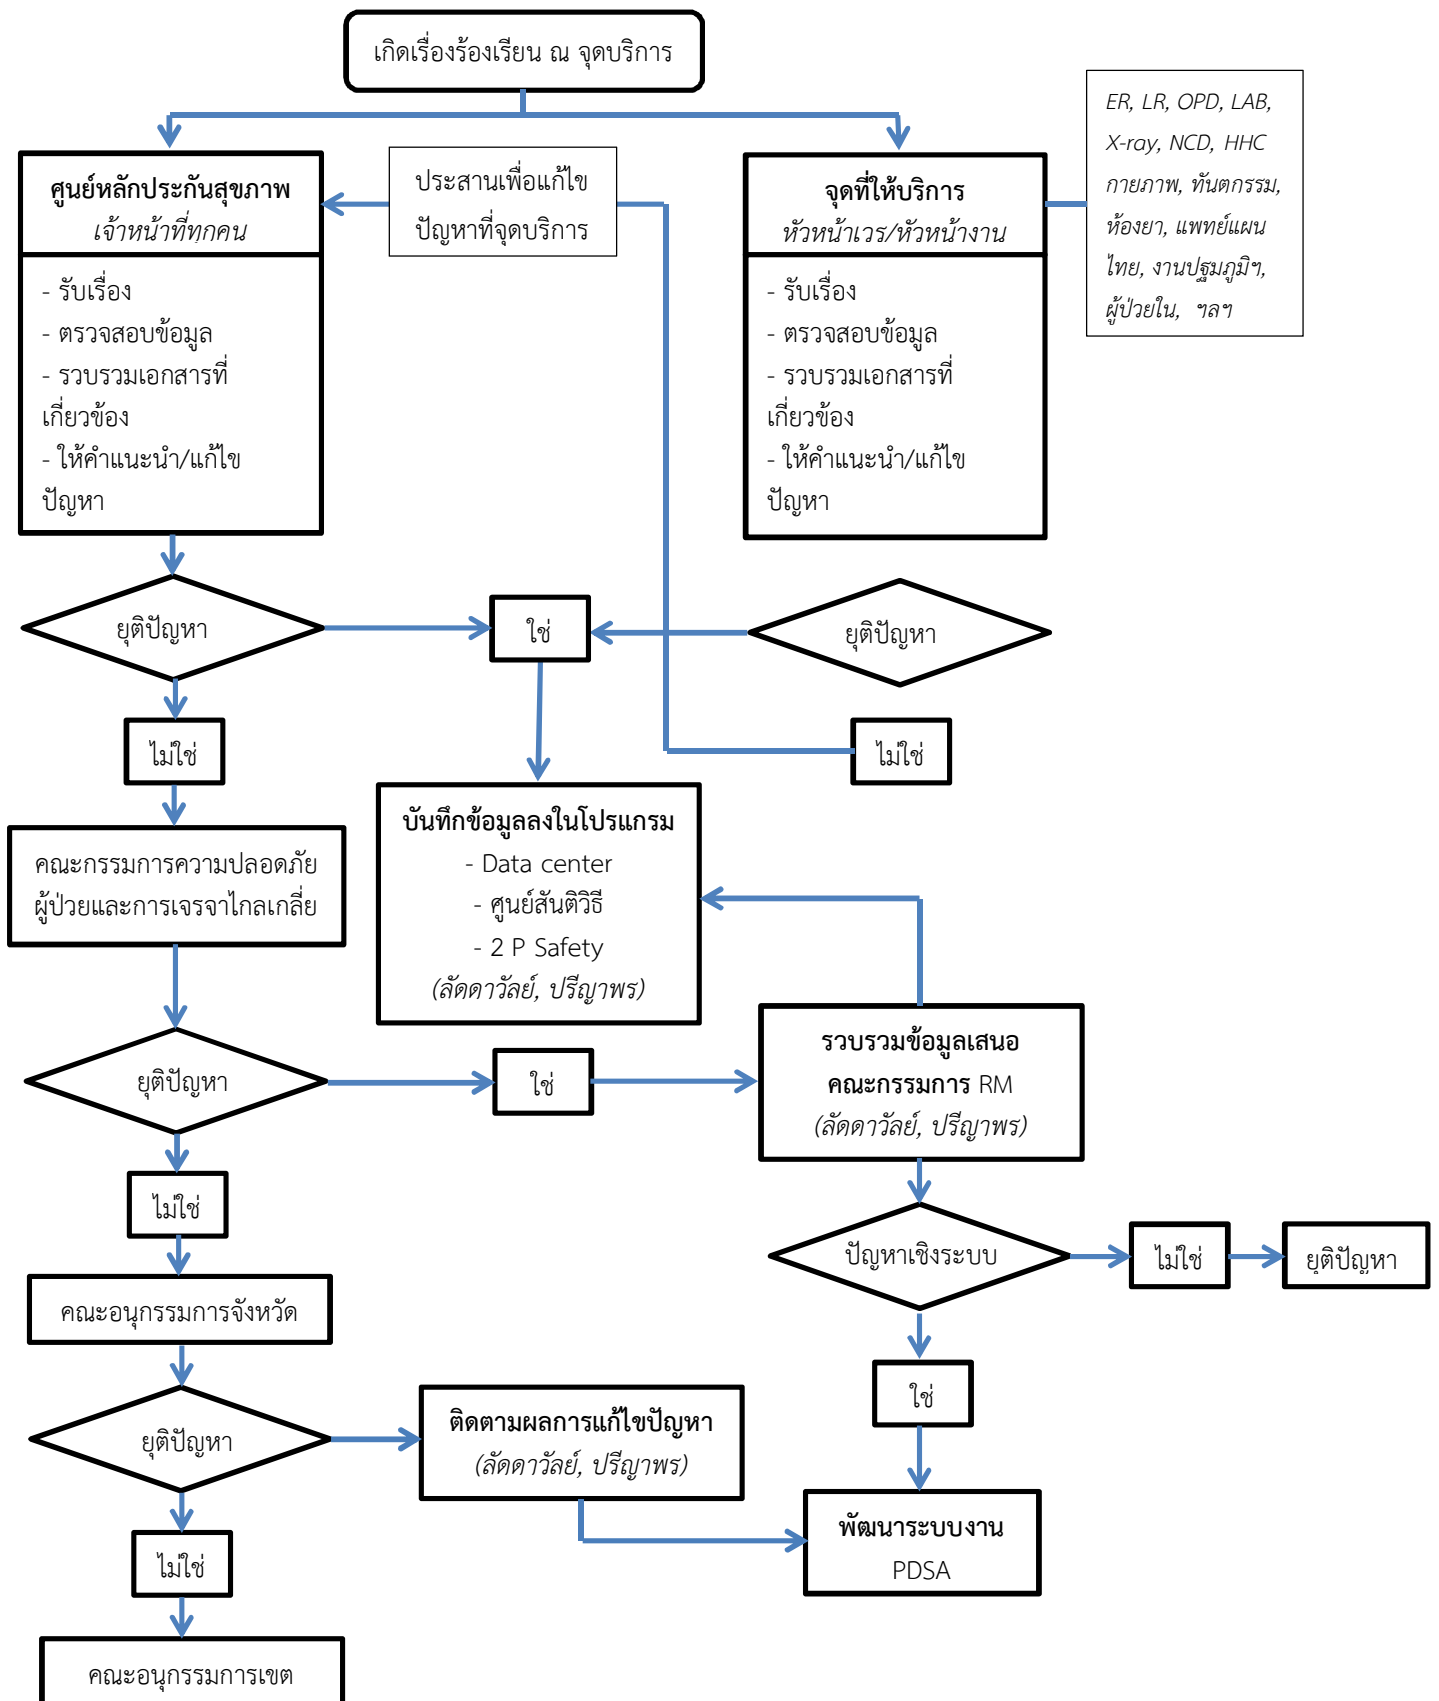 เกิดเรื่องร้องเรียน ณ จุดบริการ
ศูนย์หลักประกันสุขภาพ
เจ้าหน้าที่ทุกคน
- รับเรื่อง
- ตรวจสอบข้อมูล
- รวบรวมเอกสารที่
เกี่ยวข้อง
- ให้คำแนะนำ/แก้ไข
ปัญหา
ประสานเพื่อแก้ไข
ปัญหาที่จุดบริการ
จุดที่ให้บริการ
หัวหน้าเวร/หัวหน้างาน
- รับเรื่อง
- ตรวจสอบข้อมูล
- รวบรวมเอกสารที่
เกี่ยวข้อง
- ให้คำแนะนำ/แก้ไข
ปัญหา
ER, LR, OPD, LAB,
X-ray, NCD, HHC
กายภาพ, ทันตกรรม,
ห้องยา, แพทย์แผน
ไทย, งานปฐมภูมิฯ,
ผู้ป่วยใน, ฯลฯ
ยุติปัญหา
ใช่
ยุติปัญหา
ไม่ใช่
ไม่ใช่
บันทึกข้อมูลลงในโปรแกรม
- Data center
- ศูนย์สันติวิธี
- 2 P Safety
(ลัดดาวัลย์, ปรีญาพร)
คณะกรรมการความปลอดภัย
ผู้ป่วยและการเจรจาไกลเกลี่ย
ยุติปัญหา
ใช่
รวบรวมข้อมูลเสนอ
คณะกรรมการ RM
(ลัดดาวัลย์, ปรีญาพร)
ไม่ใช่
ปัญหาเชิงระบบ
ไม่ใช่
ยุติปัญหา
คณะอนุกรรมการจังหวัด
ใช่
ยุติปัญหา
ติดตามผลการแก้ไขปัญหา
(ลัดดาวัลย์, ปรีญาพร)
พัฒนาระบบงาน
PDSA
ไม่ใช่
คณะอนุกรรมการเขต